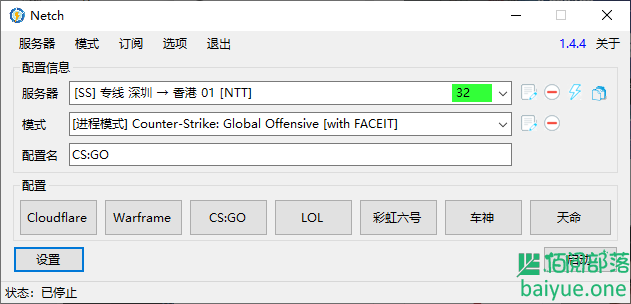 Netch
服务器 模式 订阅 选项 退出 1.4.4 关于
配置信息
服务器 [SS] 专线 深圳 → 香港 01 [NTT] 32
模式 [进程模式] Counter-Strike: Global Offensive [with FACEIT]
配置名 CS:GO
配置
Cloudflare Warframe CS:GO LOL 彩虹六号 车神 天命
设置 启动
佰阅部落
baiyue.one
状态：已停止